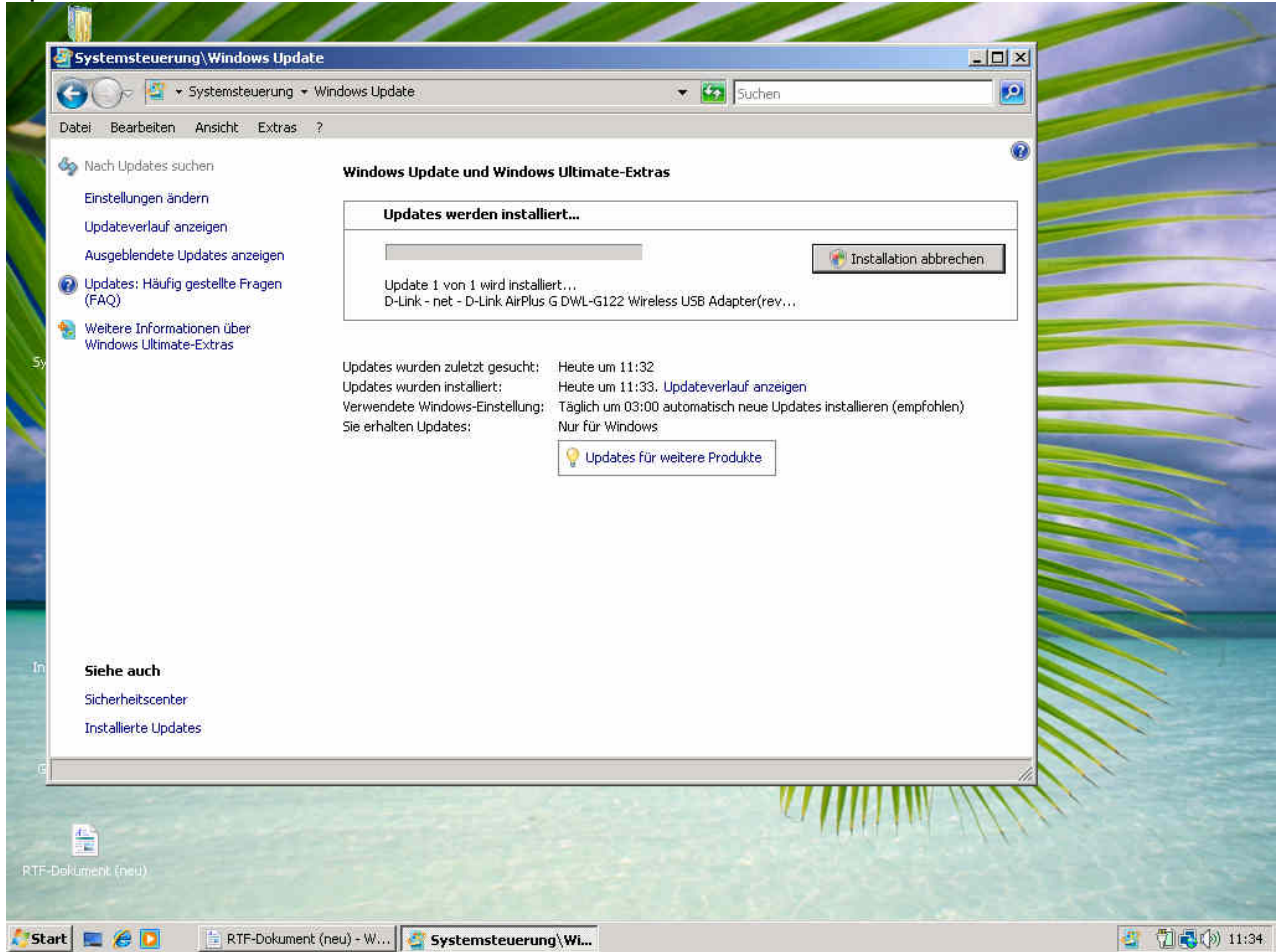 Systemsteuerung\Windows Update
Systemsteuerung Windows Update
Suchen
Datei Bearbeiten Ansicht Extras ?
Nach Updates suchen
Einstellungen ändern
Updateverlauf anzeigen
Ausgeblendete Updates anzeigen
Updates: Häufig gestellte Fragen
(FAQ)
Weitere Informationen über
Windows Ultimate-Extras
Windows Update und Windows Ultimate-Extras
Updates werden installiert...
Installation abbrechen
Update 1 von 1 wird installiert...
D-Link - net - D-Link AirPlus G DWL-G122 Wireless USB Adapter(rev...
Updates wurden zuletzt gesucht: Heute um 11:32
Updates wurden installiert: Heute um 11:33. Updateverlauf anzeigen
Verwendete Windows-Einstellung: Täglich um 03:00 automatisch neue Updates installieren (empfohlen)
Sie erhalten Updates: Nur für Windows
Updates für weitere Produkte
Siehe auch
Sicherheitscenter
Installierte Updates
Sy
In
RTF-Dokument (neu)
Start
RTF-Dokument (neu) - W...
Systemsteuerung\Wi...
11:34